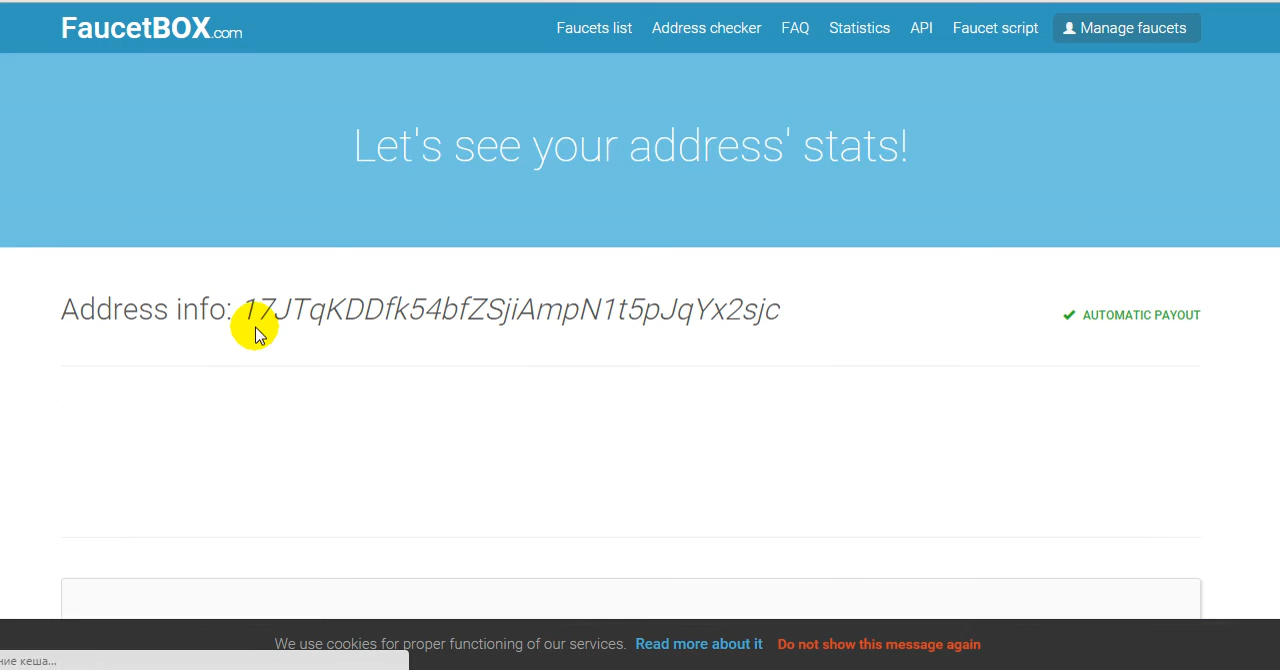 FaucetBOX.com
Faucets list Address checker FAQ Statistics API Faucet script Manage faucets
Let's see your address' stats!
Address info: 17JTqKDDfk54bfZSjiAmpN1t5pJqYx2sjc
AUTOMATIC PAYOUT
We use cookies for proper functioning of our services. Read more about it Do not show this message again
ние кеша...